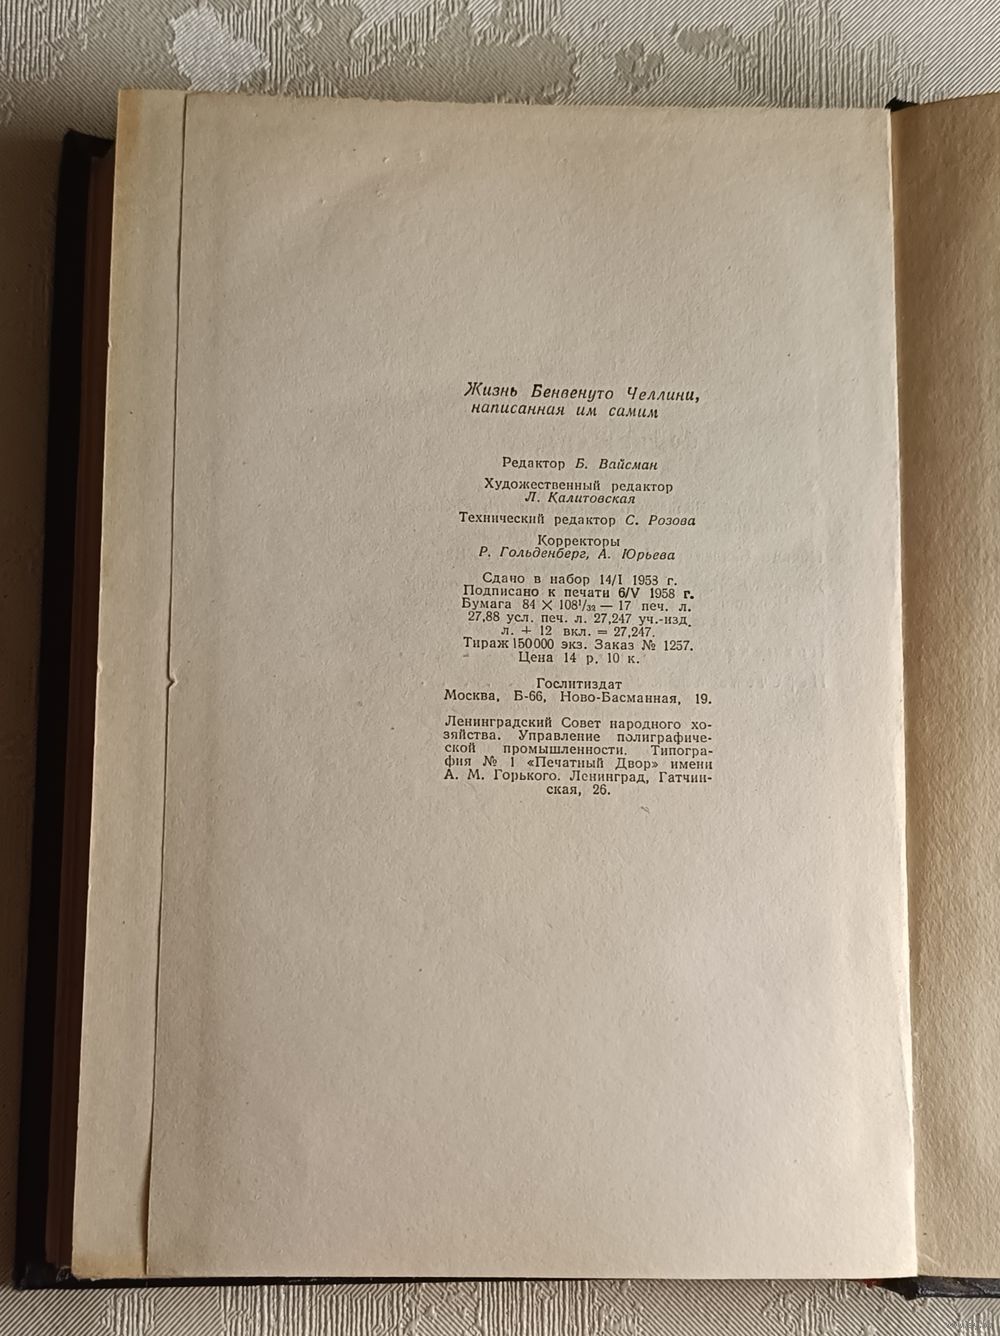 Жизнь Бенвенуто Челлини,
написанная им самим
Редактор Б. Вайсман
Художественный редактор
Л. Калитовская
Технический редактор С. Розова
Корректоры
Р. Гольденберг, А. Юрьева
Сдано в набор 14/I 1958 г.
Подписано к печати 6/V 1958 г.
Бумага 84 × 108¹/₃₂ — 17 печ. л.
27,88 усл. печ. л. 27,247 уч.-изд.
л. + 12 вкл. = 27,247.
Тираж 150000 экз. Заказ № 1257.
Цена 14 р. 10 к.
Гослитиздат
Москва, Б-66, Ново-Басманная, 19.
Ленинградский Совет народного хо-
зяйства. Управление полиграфиче-
ской промышленности. Типогра-
фия № 1 «Печатный Двор» имени
А. М. Горького. Ленинград, Гатчин-
ская, 26.